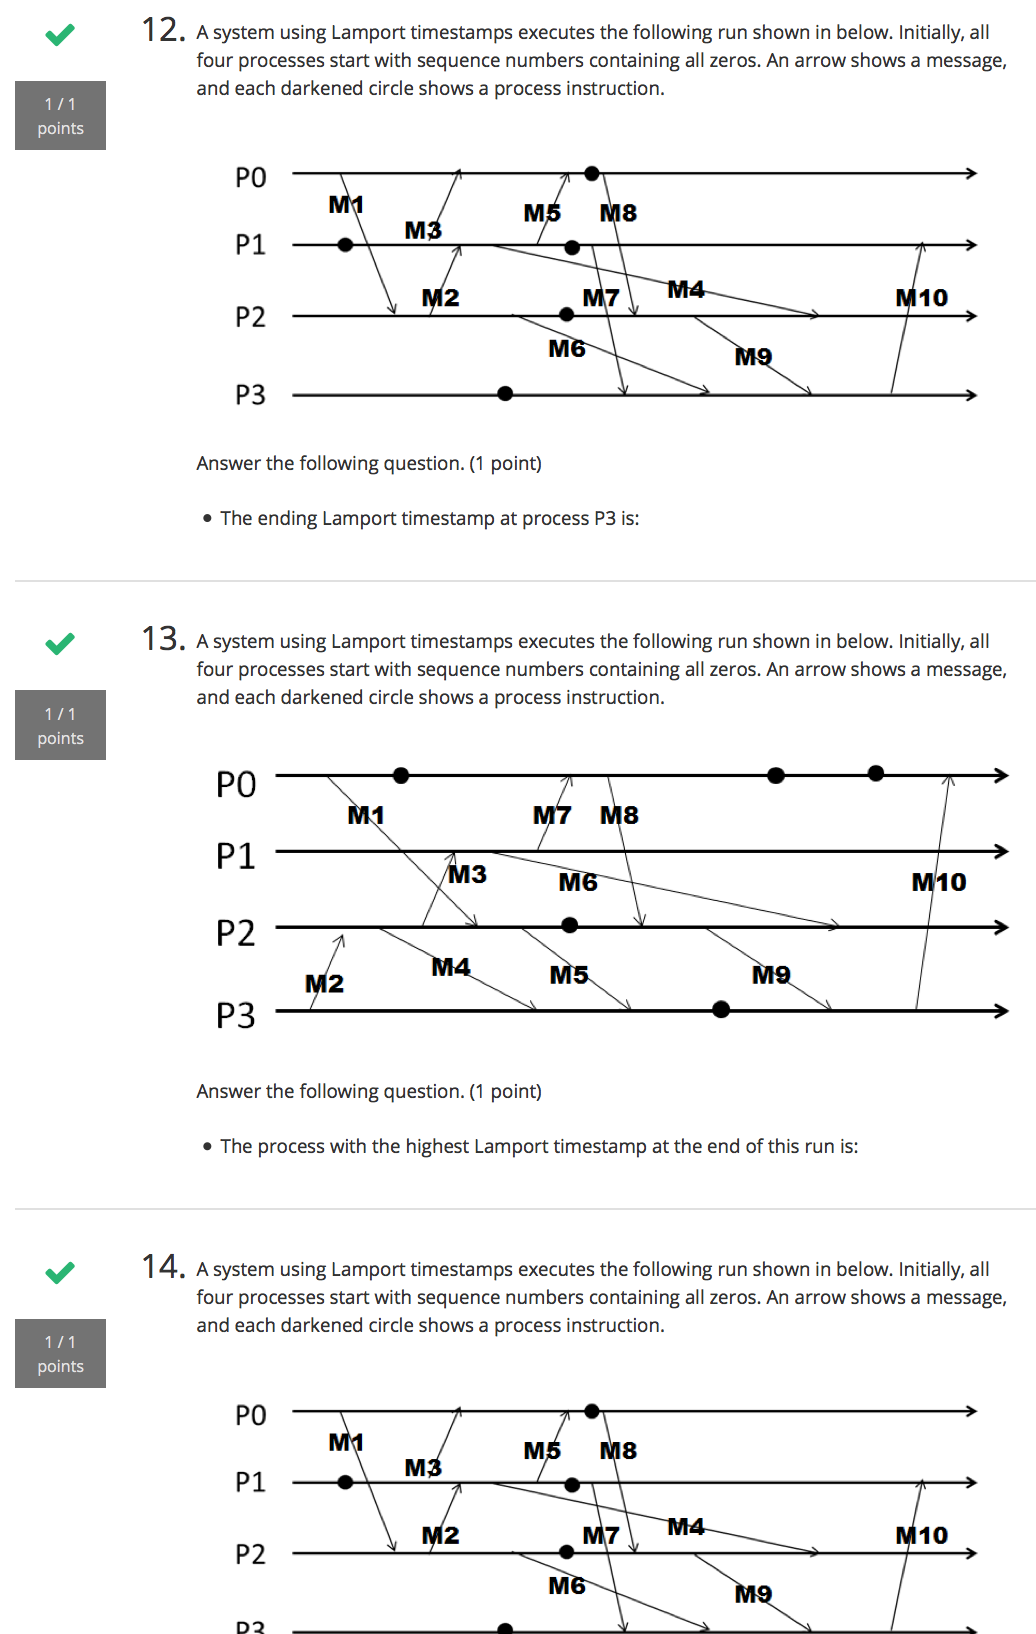 12. A system using Lamport timestamps executes the following run shown in below. Initially, all
four processes start with sequence numbers containing all zeros. An arrow shows a message,
and each darkened circle shows a process instruction.
1 / 1
points
P0
M1
M3
M5
M8
P1
M2
M7
M4
M10
P2
M6
M9
P3
Answer the following question. (1 point)
• The ending Lamport timestamp at process P3 is:
13. A system using Lamport timestamps executes the following run shown in below. Initially, all
four processes start with sequence numbers containing all zeros. An arrow shows a message,
and each darkened circle shows a process instruction.
1 / 1
points
P0
M1
M7
M8
P1
M3
M6
M10
P2
M2
M4
M5
M9
P3
Answer the following question. (1 point)
• The process with the highest Lamport timestamp at the end of this run is:
14. A system using Lamport timestamps executes the following run shown in below. Initially, all
four processes start with sequence numbers containing all zeros. An arrow shows a message,
and each darkened circle shows a process instruction.
1 / 1
points
P0
M1
M3
M5
M8
P1
M2
M7
M4
M10
P2
M6
M9
P3